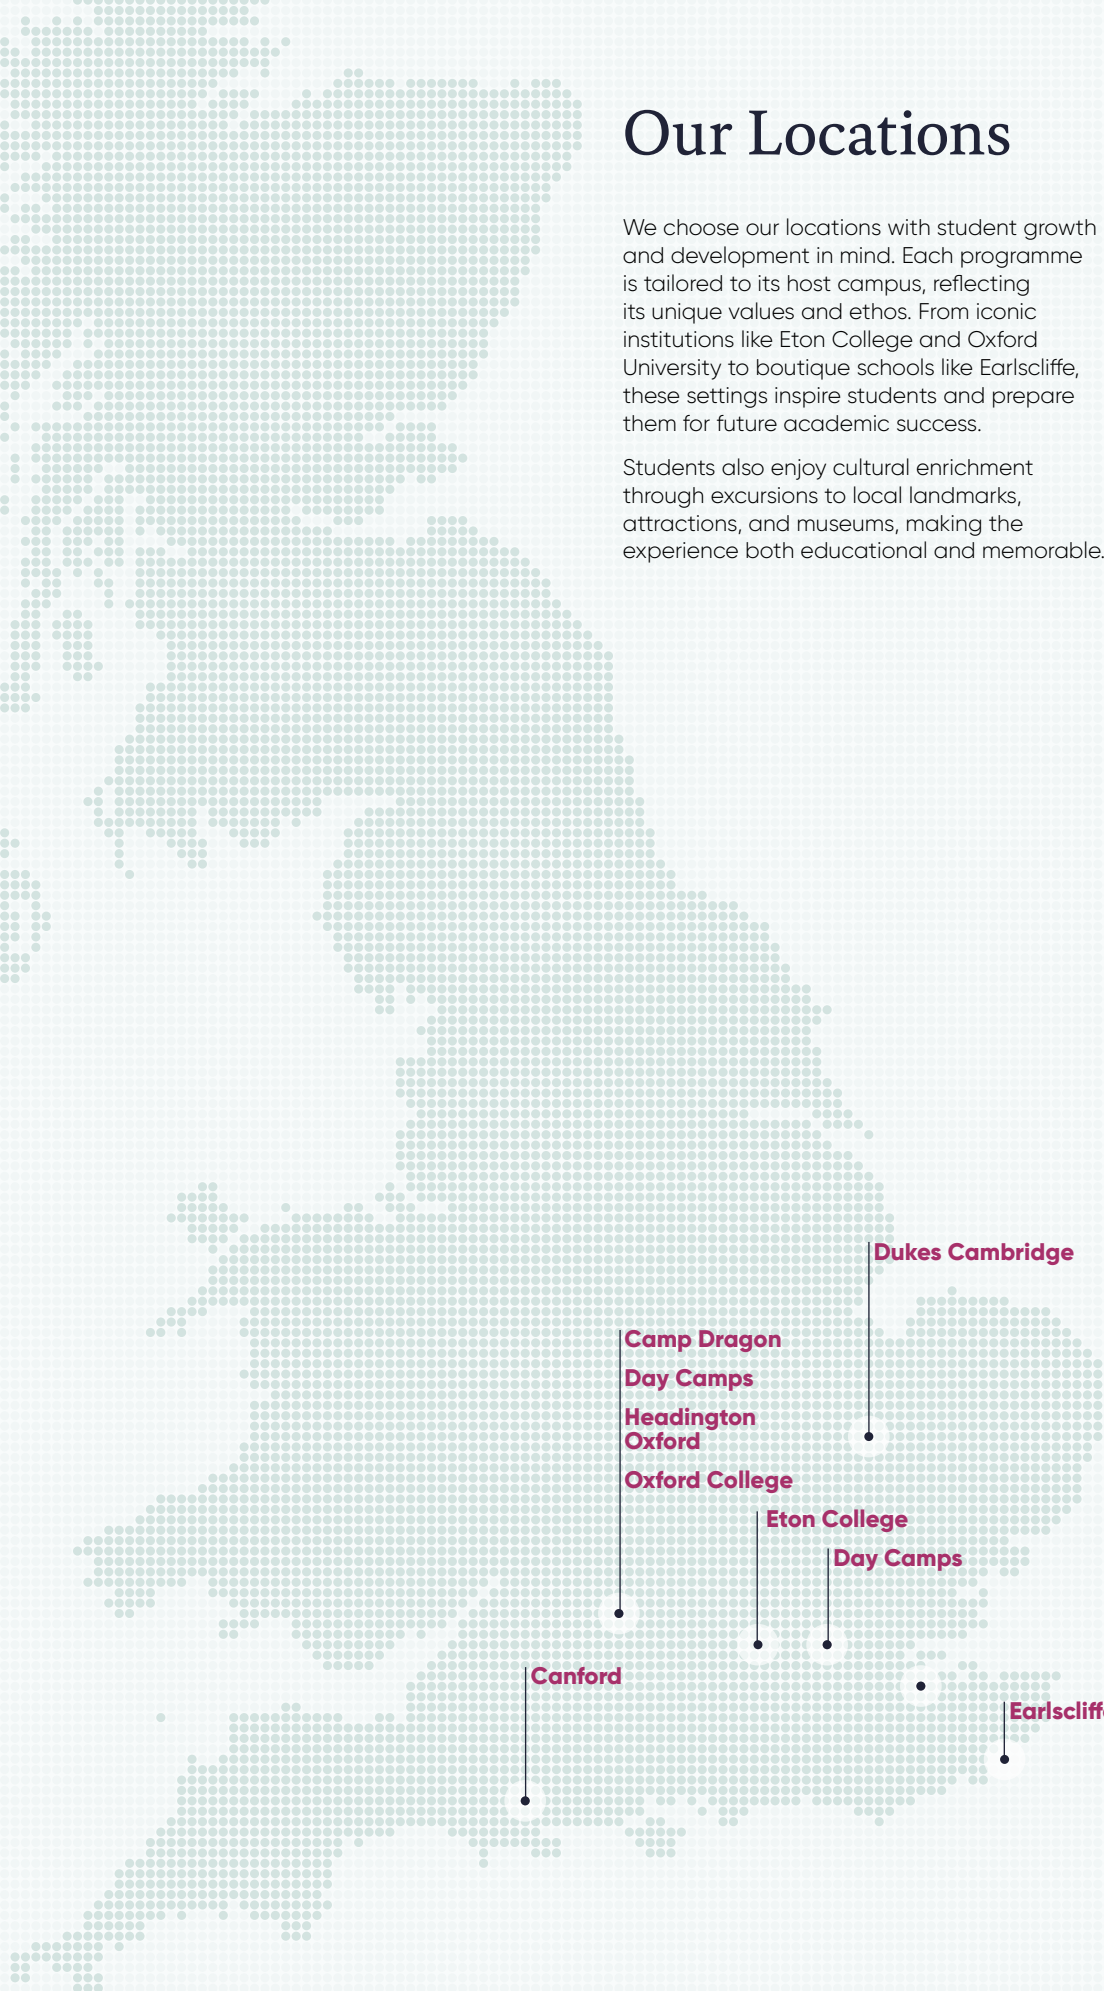 Our Locations
We choose our locations with student growth
and development in mind. Each programme
is tailored to its host campus, reflecting
its unique values and ethos. From iconic
institutions like Eton College and Oxford
University to boutique schools like Earlscliffe,
these settings inspire students and prepare
them for future academic success.
Students also enjoy cultural enrichment
through excursions to local landmarks,
attractions, and museums, making the
experience both educational and memorable.
Dukes Cambridge
Camp Dragon
Day Camps
Headington
Oxford
Oxford College
Eton College
Day Camps
Canford